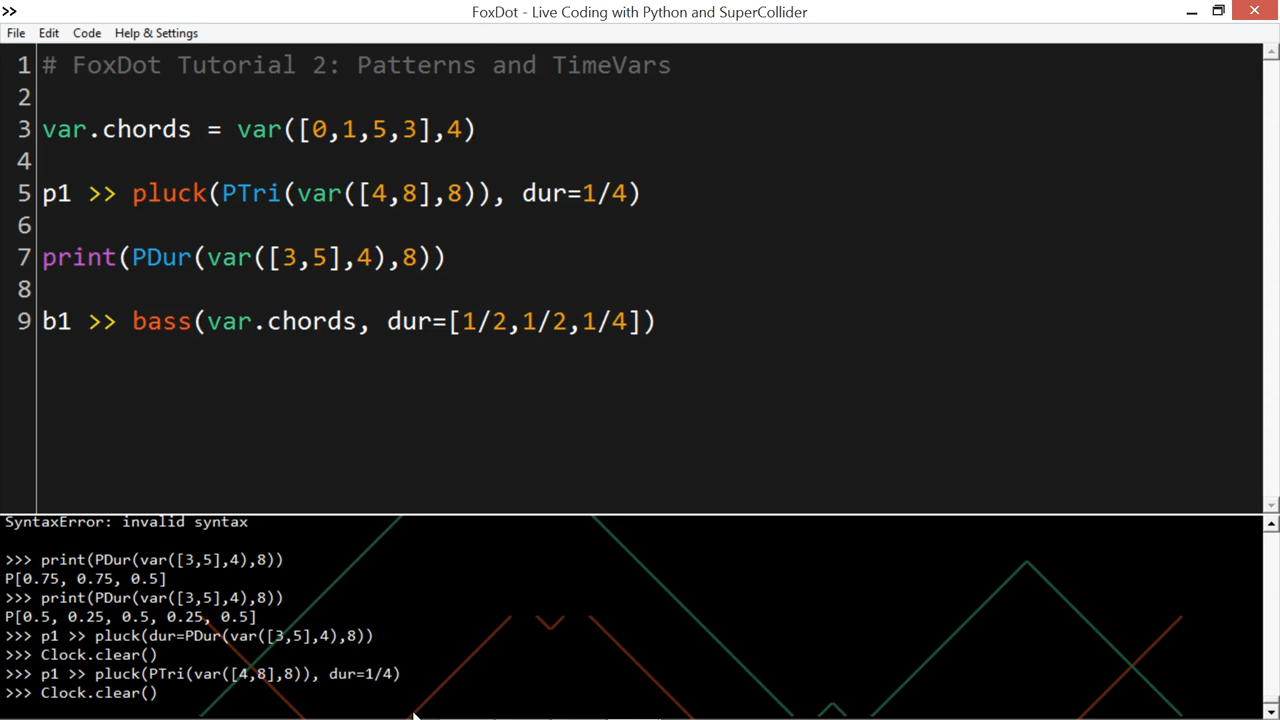 FoxDot - Live Coding with Python and SuperCollider
File Edit Code Help & Settings
1 # FoxDot Tutorial 2: Patterns and TimeVars
2
3 var.chords = var([0,1,5,3],4)
4
5 p1 >> pluck(PTri(var([4,8],8)), dur=1/4)
6
7 print(PDur(var([3,5],4),8))
8
9 b1 >> bass(var.chords, dur=[1/2,1/2,1/4])
SyntaxError: invalid syntax
>>> print(PDur(var([3,5],4),8))
P[0.75, 0.75, 0.5]
>>> print(PDur(var([3,5],4),8))
P[0.5, 0.25, 0.5, 0.25, 0.5]
>>> p1 >> pluck(dur=PDur(var([3,5],4),8))
>>> Clock.clear()
>>> p1 >> pluck(PTri(var([4,8],8)), dur=1/4)
>>> Clock.clear()